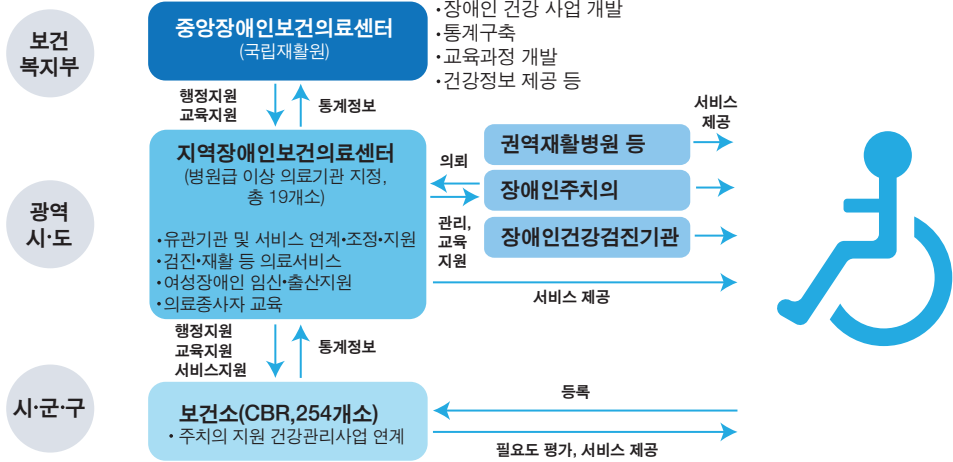 보건
복지부
중앙장애인보건의료센터
(국립재활원)
•장애인 건강 사업 개발
•통계구축
•교육과정 개발
•건강정보 제공 등
행정지원
교육지원
통계정보
광역
시·도
지역장애인보건의료센터
(병원급 이상 의료기관 지정,
총 19개소)
•유관기관 및 서비스 연계•조정•지원
•검진•재활 등 의료서비스
•여성장애인 임신•출산지원
•의료종사자 교육
의뢰
관리,
교육
지원
권역재활병원 등
장애인주치의
장애인건강검진기관
서비스
제공
서비스 제공
행정지원
교육지원
서비스지원
통계정보
시·군·구
보건소(CBR,254개소)
• 주치의 지원 건강관리사업 연계
등록
필요도 평가, 서비스 제공